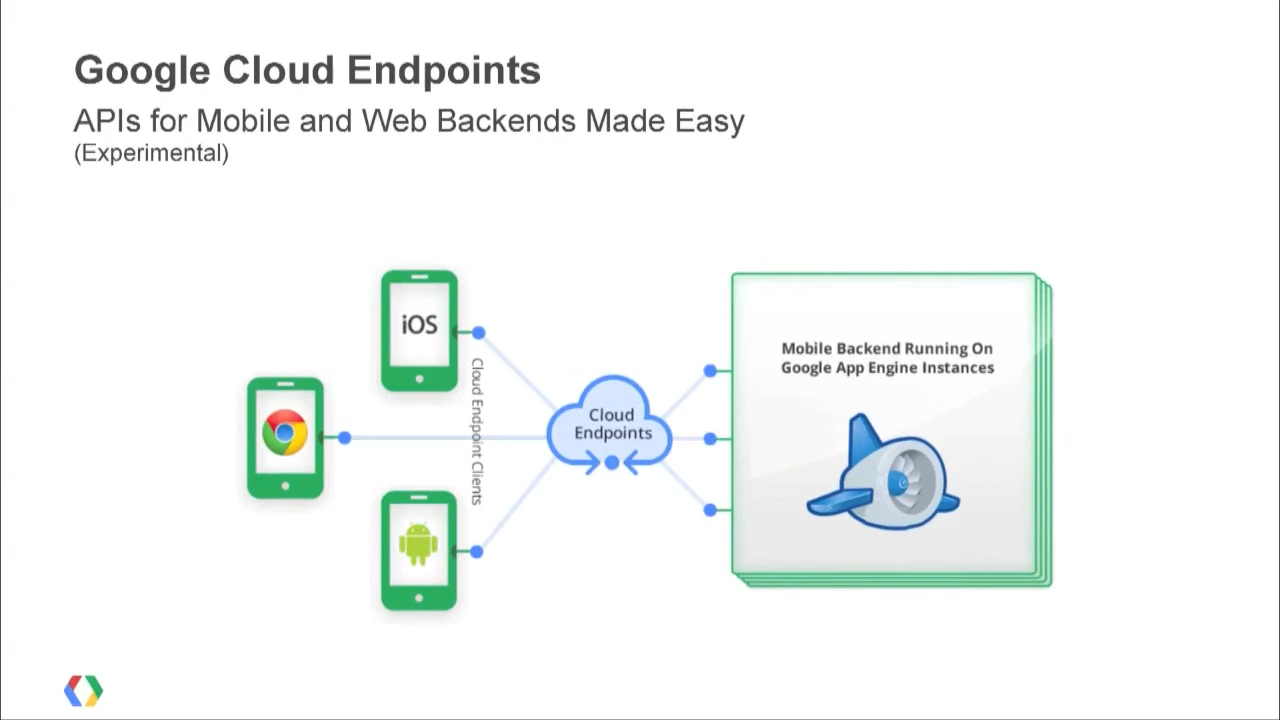 Google Cloud Endpoints
APIs for Mobile and Web Backends Made Easy
(Experimental)
iOS
Cloud Endpoint Clients
Cloud
Endpoints
Mobile Backend Running On
Google App Engine Instances